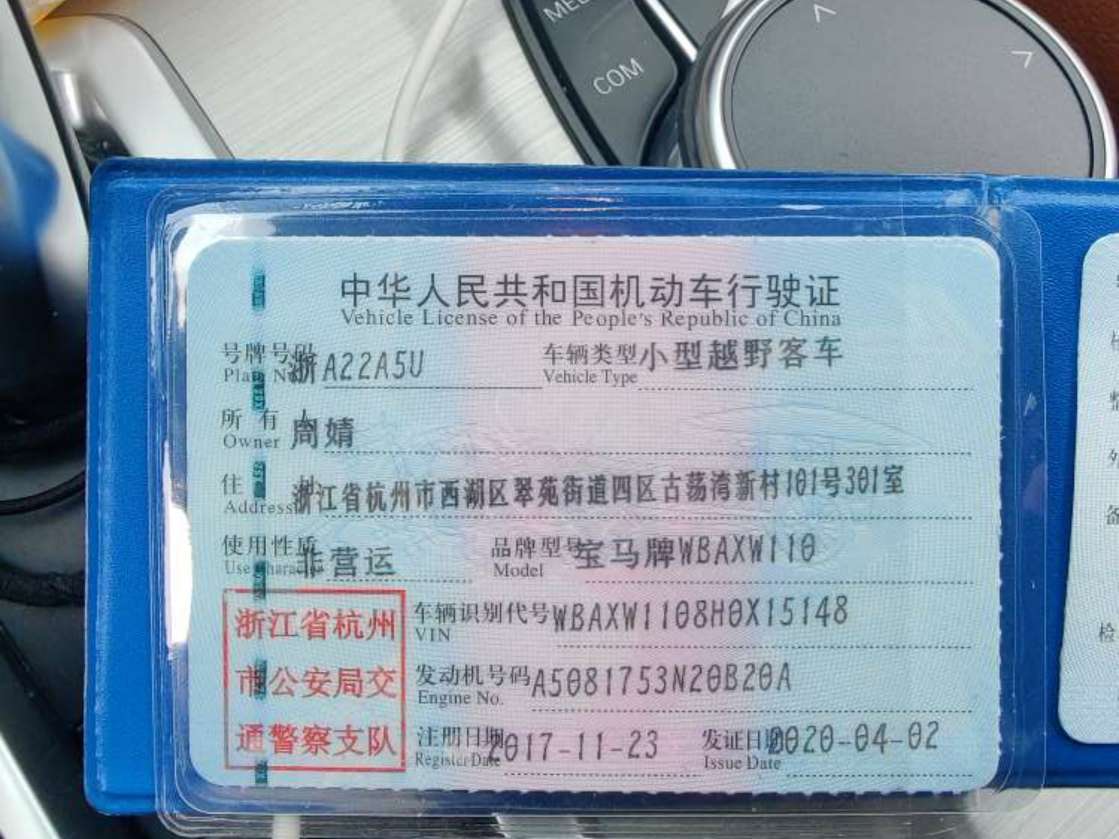 MED
COM
中华人民共和国机动车行驶证
Vehicle License of the People's Republic of China
号牌号码 浙A22A5U 车辆类型 小型越野客车
Plate No. Vehicle Type
所有人 周婧
Owner
住址 浙江省杭州市西湖区翠苑街道四区古荡湾新村101号301室
Address
使用性质 非营运 品牌型号 宝马牌WBAXW110
Use Character Model
浙江省杭州 车辆识别代号 WBAXW1108H0X15148
VIN
市公安局交 发动机号码 A5081753N20B20A
Engine No.
通警察支队 注册日期 2017-11-23 发证日期 2020-04-02
Register Date Issue Date
检